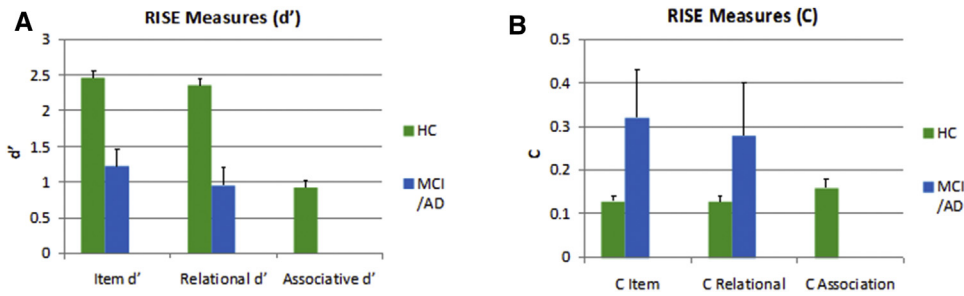 A
RISE Measures (d’)
3
2.5
2
1.5
1
0.5
0
d’
Item d’
Relational d’
Associative d’
HC
MCI
/AD
B
RISE Measures (C)
0.5
0.4
0.3
0.2
0.1
0
C
C Item
C Relational
C Association
HC
MCI
/AD